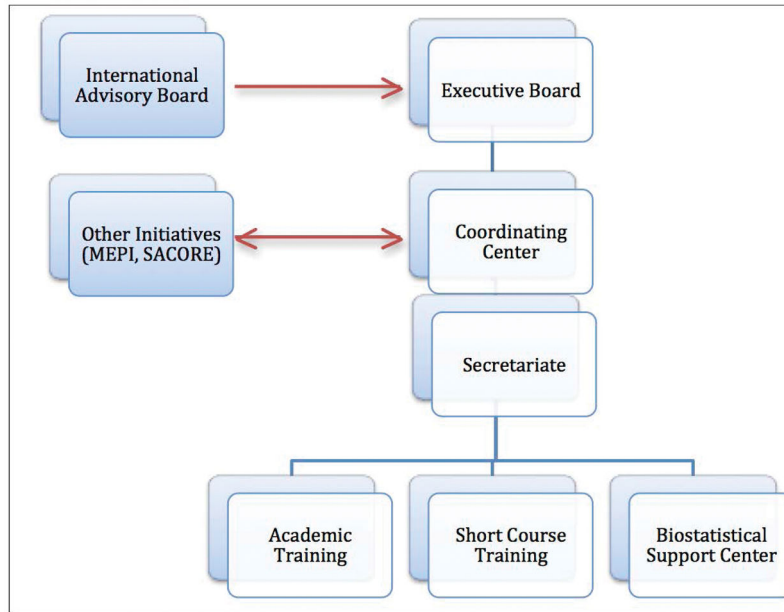 International
Advisory Board
Executive Board
Other Initiatives
(MEPI, SACORE)
Coordinating
Center
Secretariate
Academic
Training
Short Course
Training
Biostatistical
Support Center